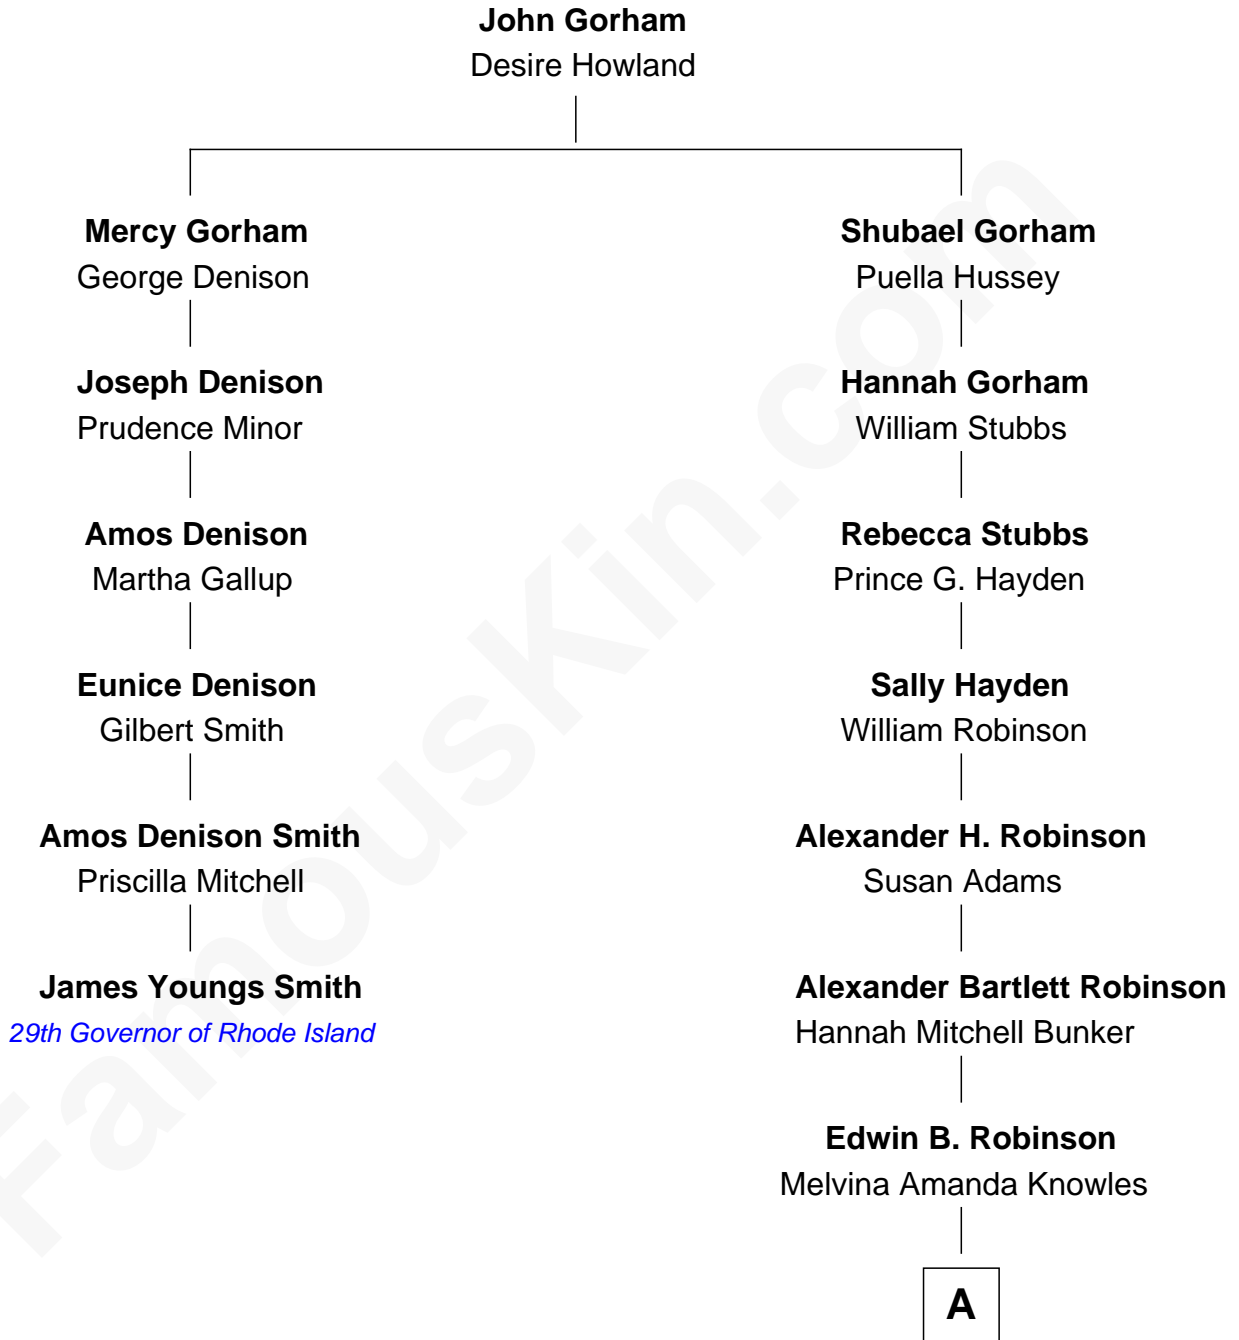 John Gorham
Desire Howland
Mercy Gorham
George Denison
Joseph Denison
Prudence Minor
Amos Denison
Martha Gallup
Eunice Denison
Gilbert Smith
Amos Denison Smith
Priscilla Mitchell
James Youngs Smith
29th Governor of Rhode Island
Shubael Gorham
Puella Hussey
Hannah Gorham
William Stubbs
Rebecca Stubbs
Prince G. Hayden
Sally Hayden
William Robinson
Alexander H. Robinson
Susan Adams
Alexander Bartlett Robinson
Hannah Mitchell Bunker
Edwin B. Robinson
Melvina Amanda Knowles
A
FamousKin.com